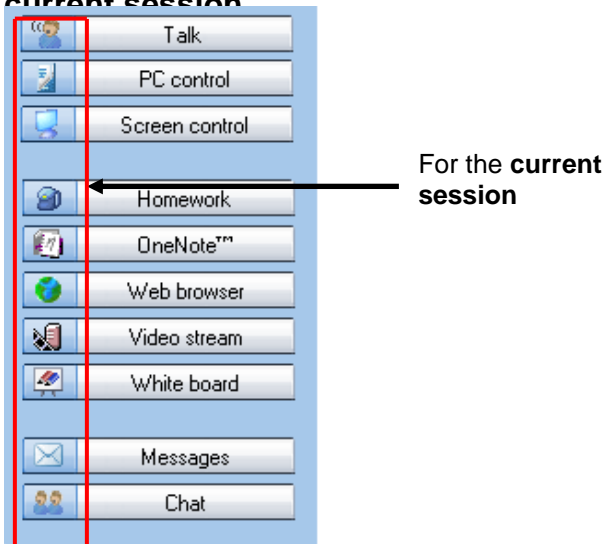 current session
Talk
PC control
Screen control
For the current
session
Homework
OneNote™
Web browser
Video stream
White board
Messages
Chat